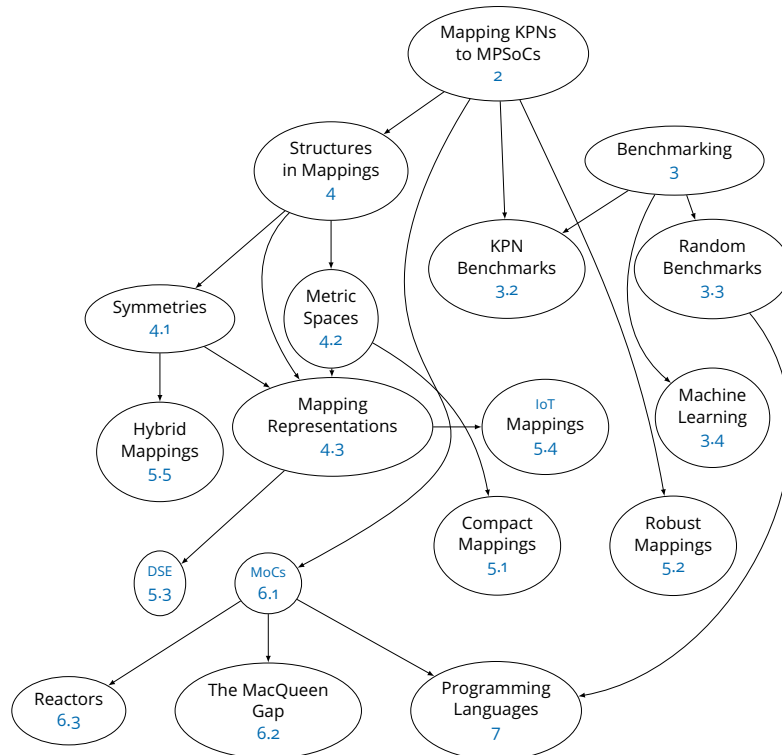 Mapping KPNs
to MPSoCs
2
Structures
in Mappings
4
Benchmarking
3
KPN
Benchmarks
3.2
Random
Benchmarks
3.3
Symmetries
4.1
Metric
Spaces
4.2
Mapping
Representations
4.3
IoT
Mappings
5.4
Machine
Learning
3.4
Hybrid
Mappings
5.5
Compact
Mappings
5.1
Robust
Mappings
5.2
DSE
5.3
MoCs
6.1
Reactors
6.3
The MacQueen
Gap
6.2
Programming
Languages
7